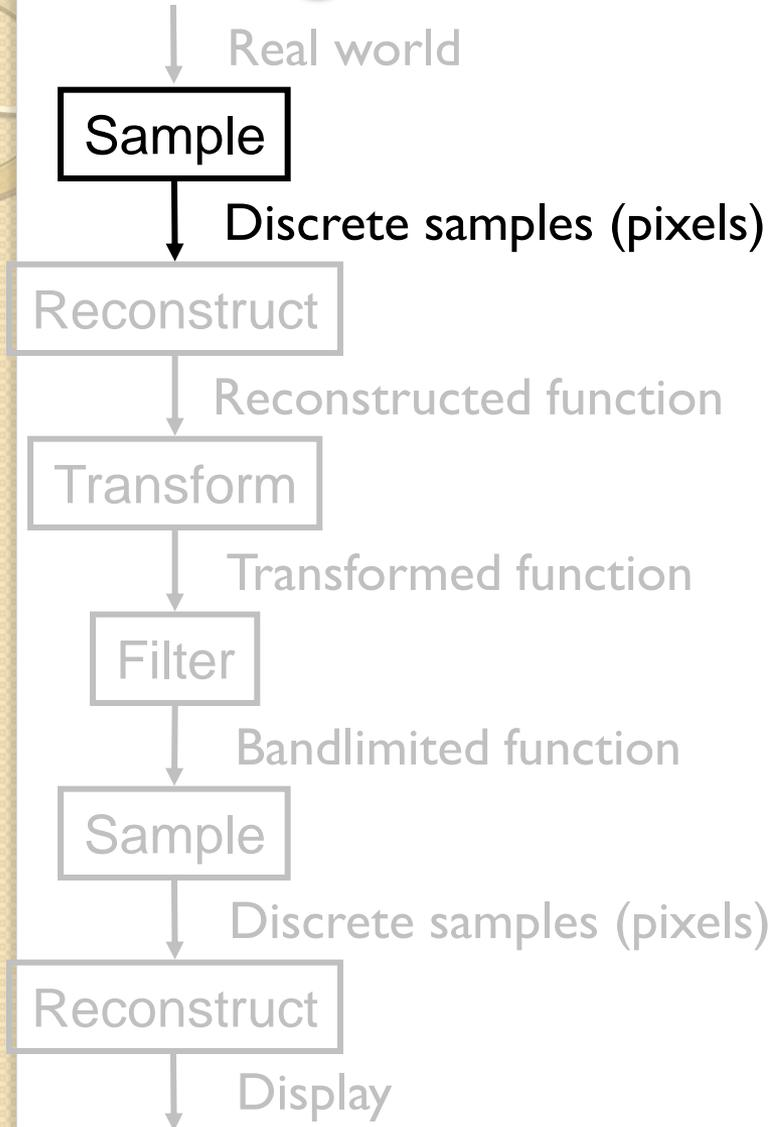 Real world
Sample
Discrete samples (pixels)
Reconstruct
Reconstructed function
Transform
Transformed function
Filter
Bandlimited function
Sample
Discrete samples (pixels)
Reconstruct
Display